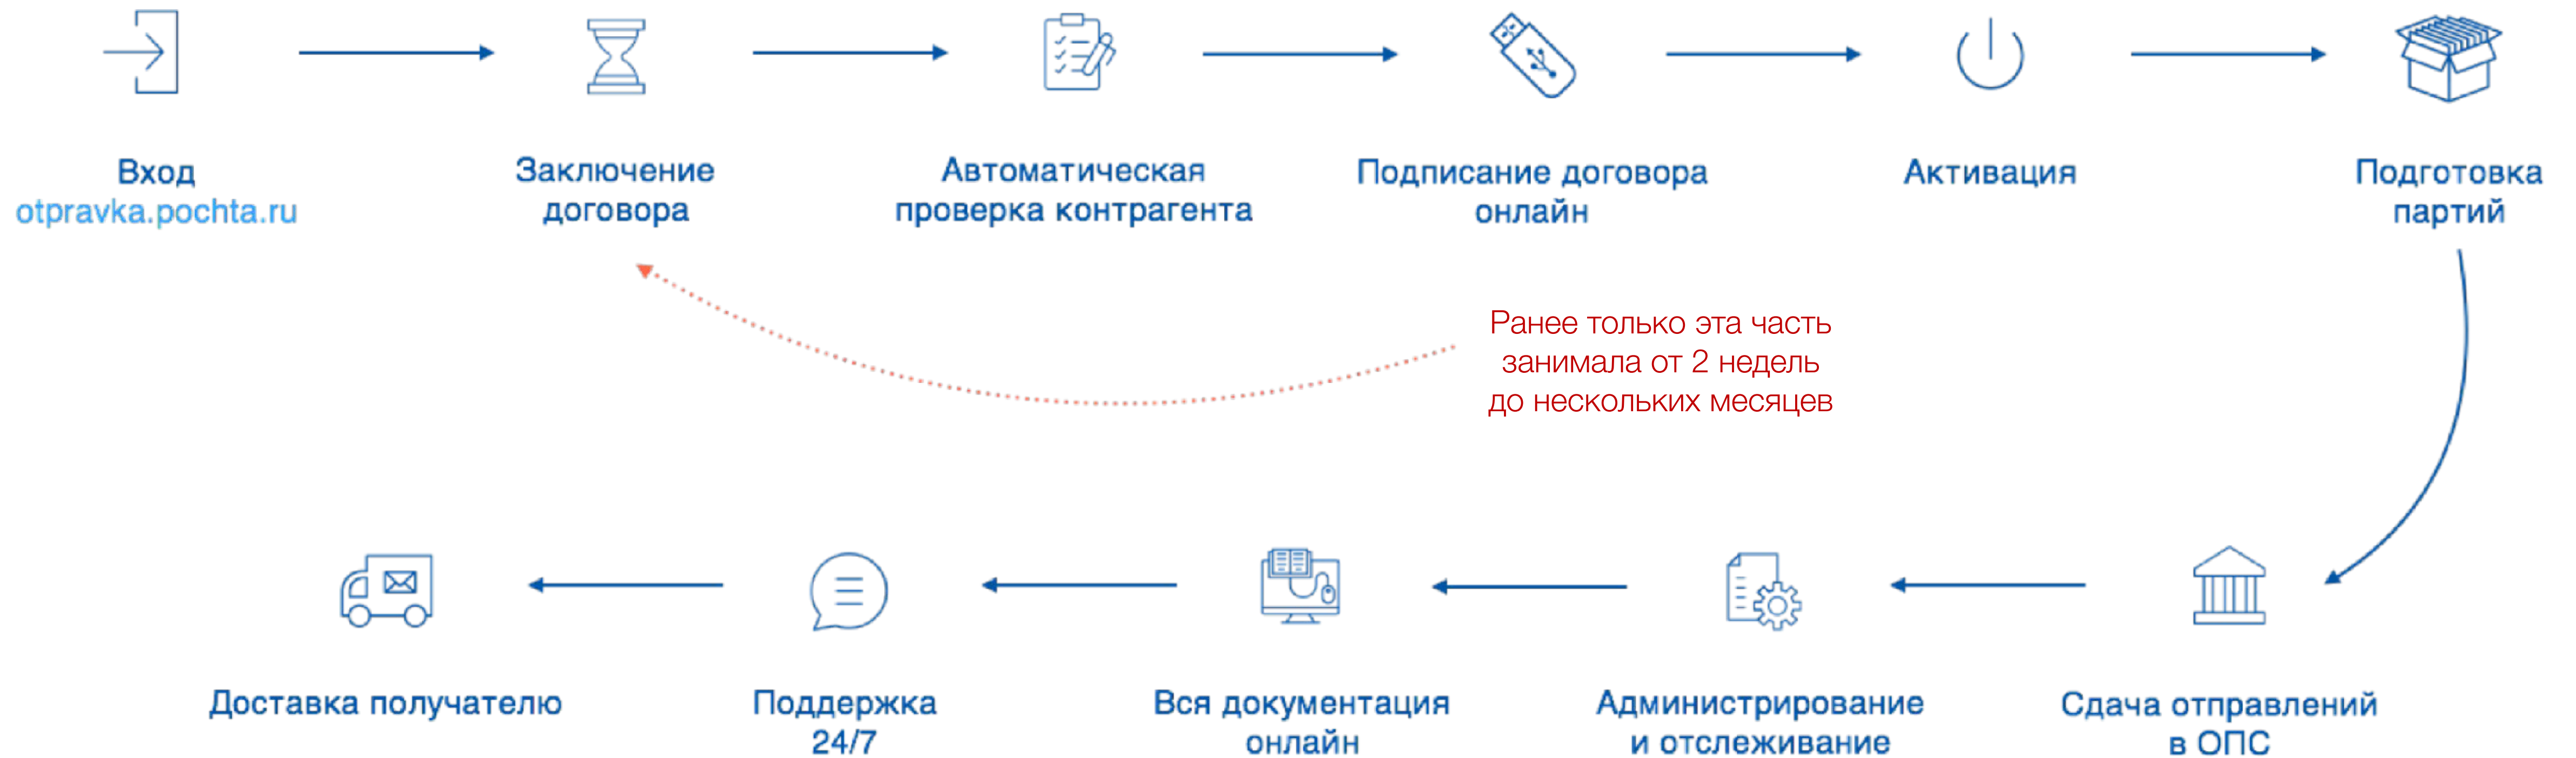 Вход
otpravka.pochta.ru
Заключение
договора
Автоматическая
проверка контрагента
Подписание договора
онлайн
Активация
Подготовка
партий
Ранее только эта часть
занимала от 2 недель
до нескольких месяцев
Доставка получателю
Поддержка
24/7
Вся документация
онлайн
Администрирование
и отслеживание
Сдача отправлений
в ОПС